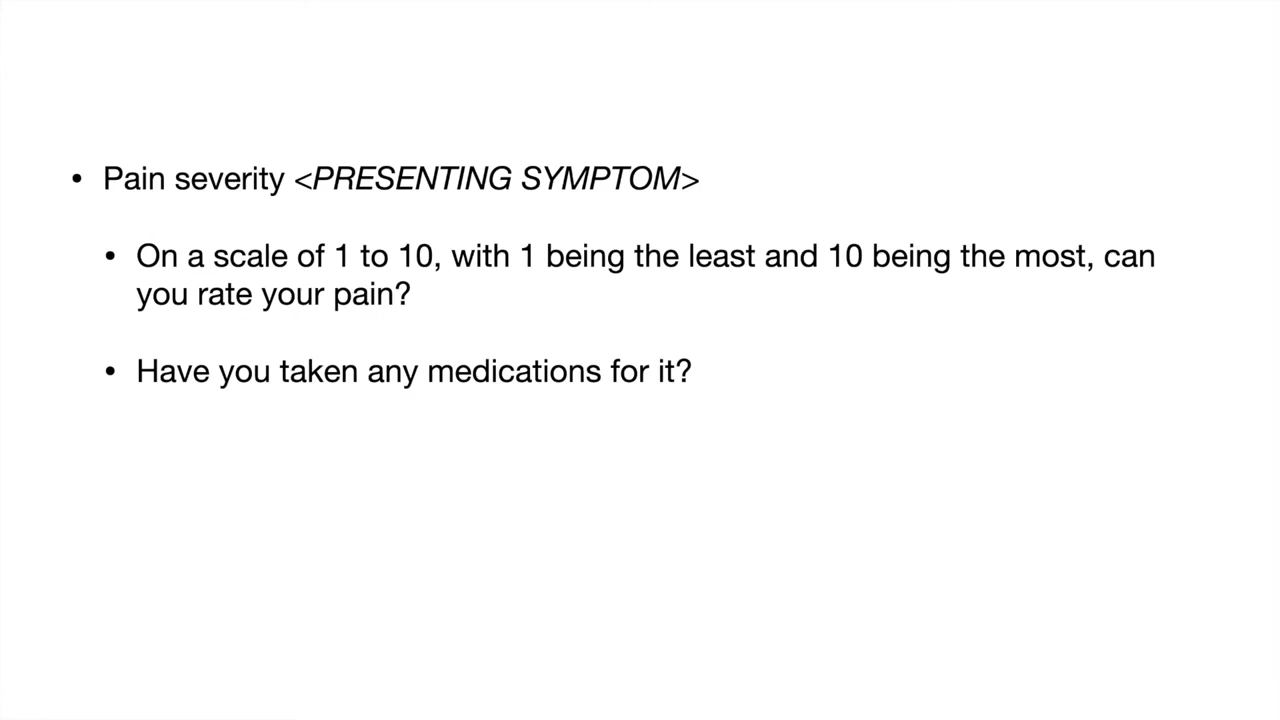 • Pain severity <PRESENTING SYMPTOM>
• On a scale of 1 to 10, with 1 being the least and 10 being the most, can
you rate your pain?
• Have you taken any medications for it?